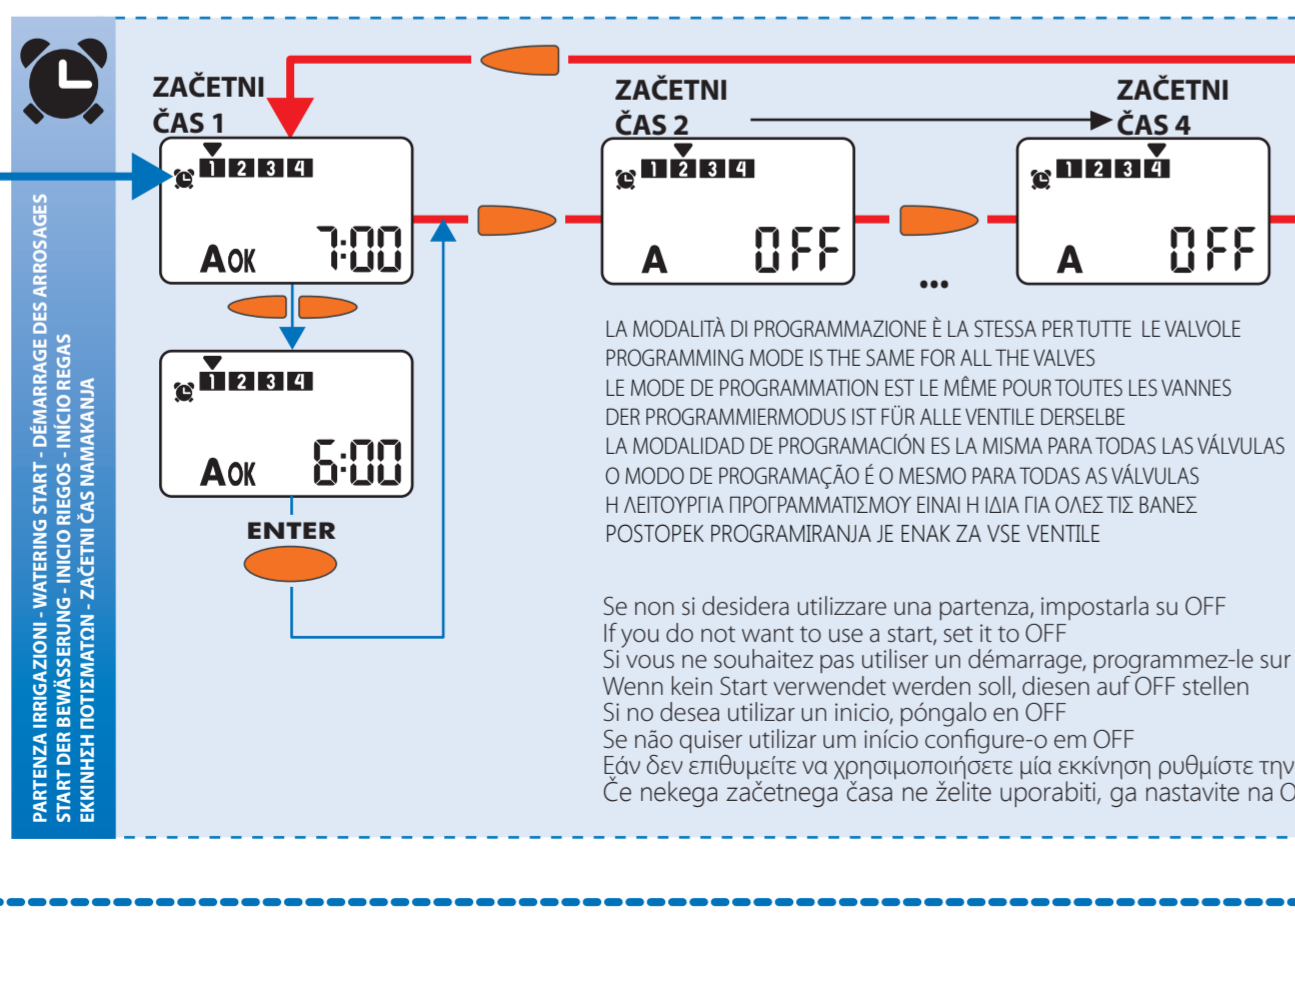 PARTENZA IRRIGAZIONI - WATERING START - DÉMARRAGE DES ARROSAGES
START DER BEWÄSSERUNG - INICIO RIEGOS - INÍCIO REGAS
ΕΚΚΙΝΗΣΗ ΠΟΤΙΣΜΑΤΩΝ - ZAČETNI ČAS NAMAKANJA
ZAČETNI
ČAS 1
1 2 3 4
A OK 7:00
1 2 3 4
A OK 6:00
ENTER
ZAČETNI
ČAS 2
1 2 3 4
A OFF
...
ZAČETNI
ČAS 4
1 2 3 4
A OFF
LA MODALITÀ DI PROGRAMMAZIONE È LA STESSA PER TUTTE LE VALVOLE
PROGRAMMING MODE IS THE SAME FOR ALL THE VALVES
LE MODE DE PROGRAMMATION EST LE MÊME POUR TOUTES LES VANNES
DER PROGRAMMIERMODUS IST FÜR ALLE VENTILE DERSELBE
LA MODALIDAD DE PROGRAMACIÓN ES LA MISMA PARA TODAS LAS VÁLVULAS
O MODO DE PROGRAMAÇÃO É O MESMO PARA TODAS AS VÁLVULAS
Η ΛΕΙΤΟΥΡΓΙΑ ΠΡΟΓΡΑΜΜΑΤΙΣΜΟΥ ΕΙΝΑΙ Η ΙΔΙΑ ΓΙΑ ΟΛΕΣ ΤΙΣ ΒΑΝΕΣ
POSTOPEK PROGRAMIRANJA JE ENAK ZA VSE VENTILE
Se non si desidera utilizzare una partenza, impostarla su OFF
If you do not want to use a start, set it to OFF
Si vous ne souhaitez pas utiliser un démarrage, programmez-le sur
Wenn kein Start verwendet werden soll, diesen auf OFF stellen
Si no desea utilizar un inicio, póngalo en OFF
Se não quiser utilizar um início configure-o em OFF
Εάν δεν επιθυμείτε να χρησιμοποιήσετε μία εκκίνηση ρυθμίστε την
Če nekega začetnega časa ne želite uporabiti, ga nastavite na